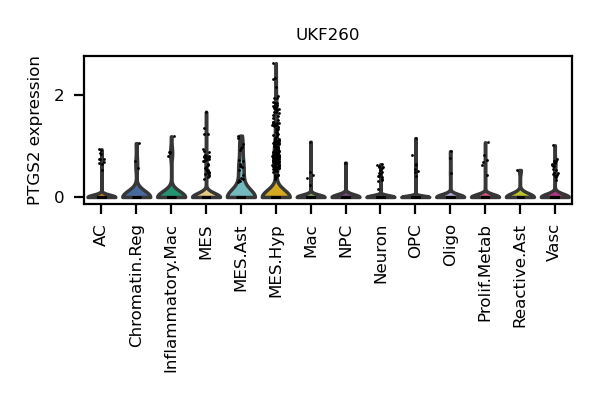 UKF260
PTGS2 expression
2
0
AC
Chromatin.Reg
Inflammatory.Mac
MES
MES.Ast
MES.Hyp
Mac
NPC
Neuron
OPC
Oligo
Prolif.Metab
Reactive.Ast
Vasc